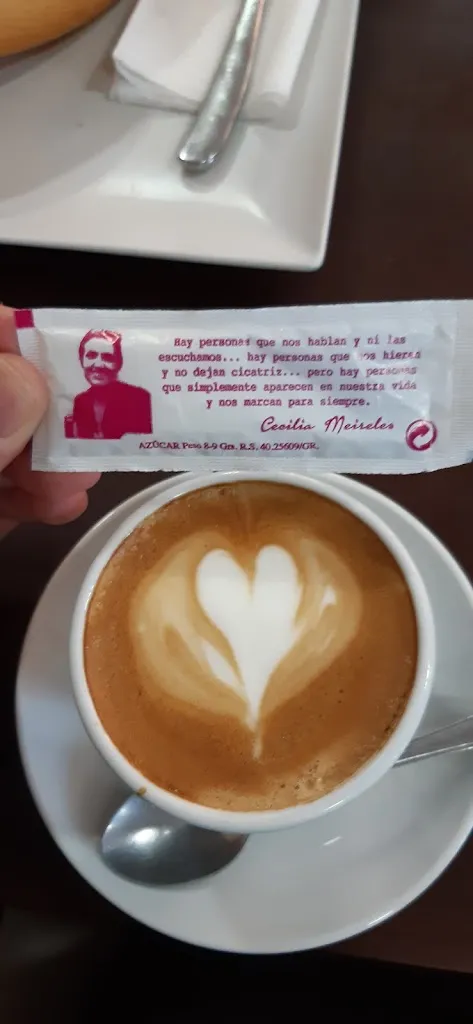 Hay personas que nos hablan y ni las
escuchamos... hay personas que nos hieren
y no dejan cicatriz... pero hay personas
que simplemente aparecen en nuestra vida
y nos marcan para siempre.
Cecilia Meiseles
AZÚCAR Peso 8-9 Grs. R.S. 40.25609/GR.